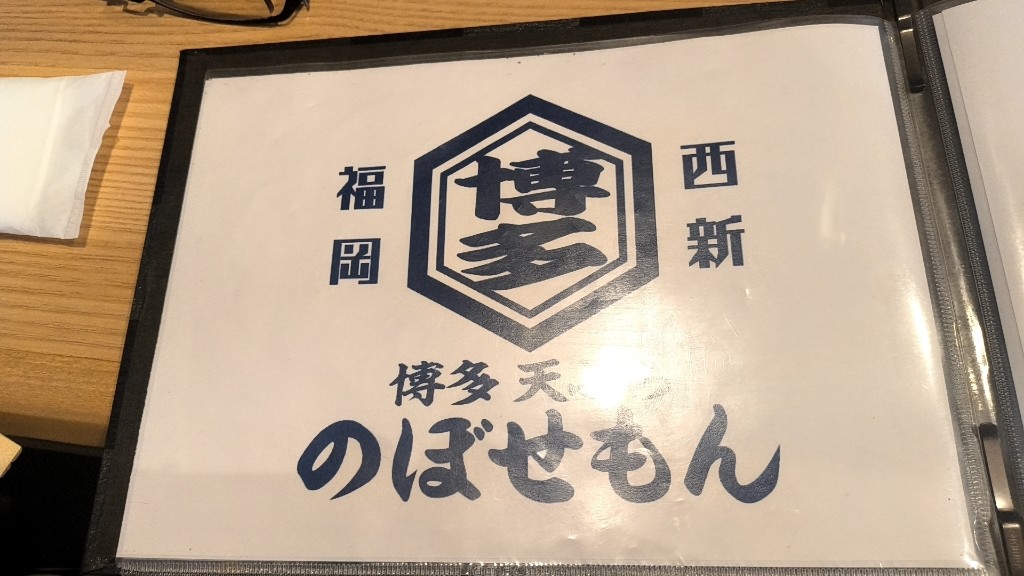 福岡
博多
西新
博多 天
のぼせもん